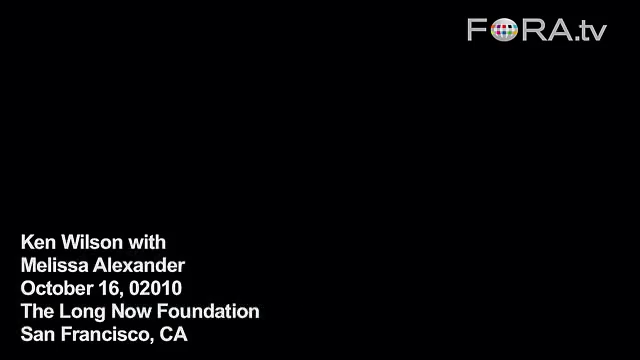 FORA.tv
Ken Wilson with
Melissa Alexander
October 16, 02010
The Long Now Foundation
San Francisco, CA